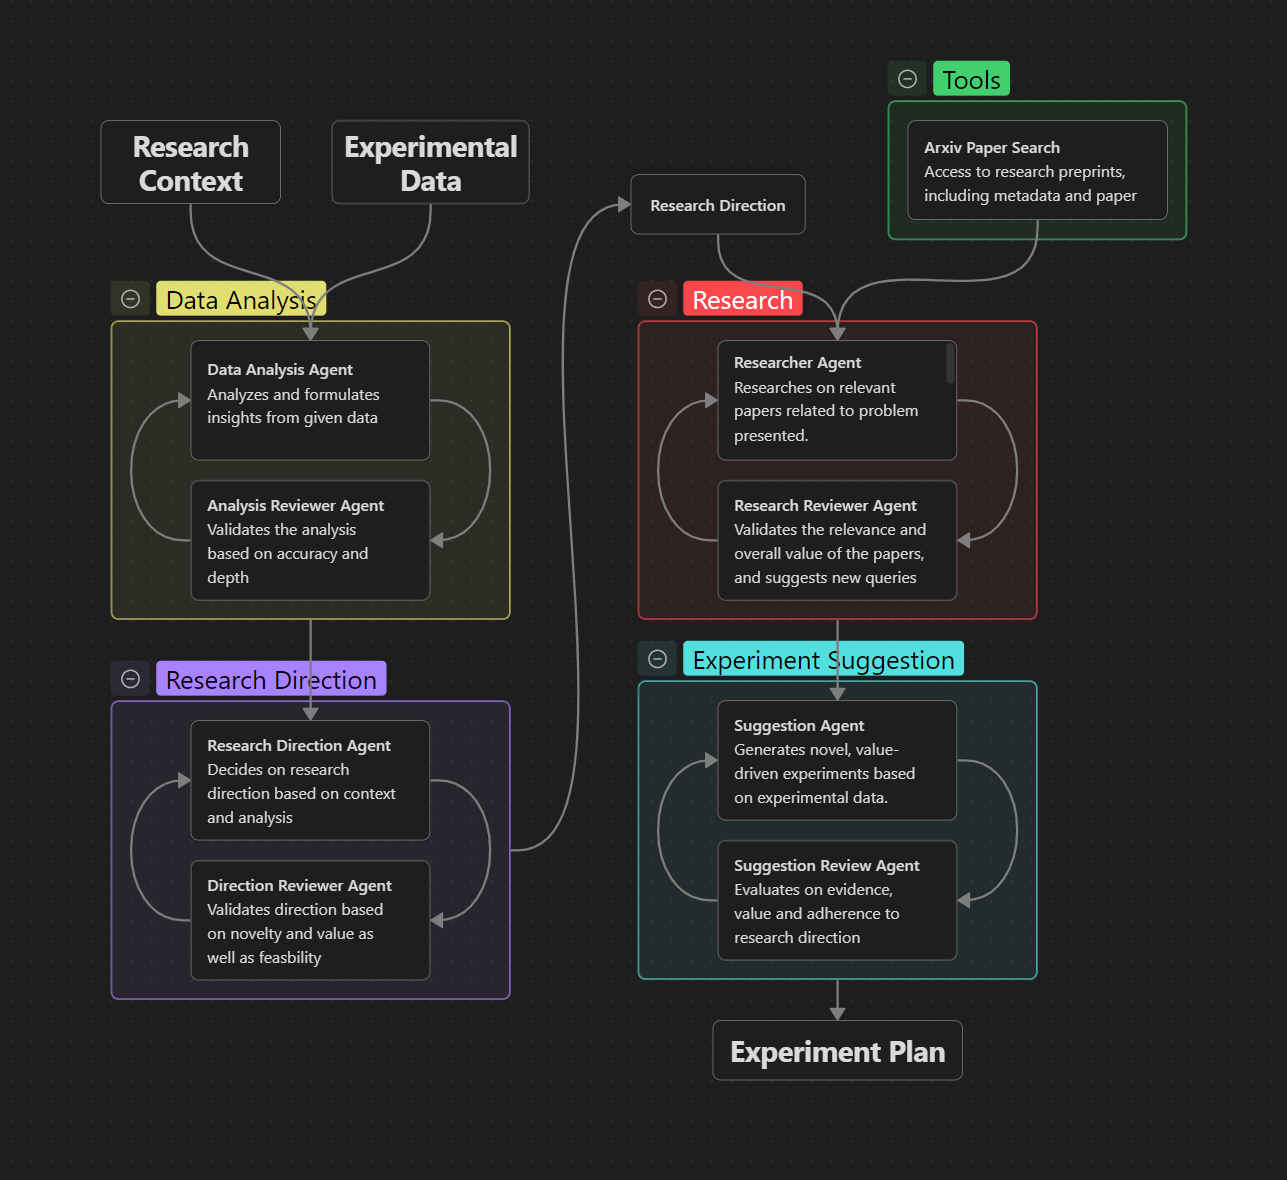 Research
Context
Experimental
Data
Data Analysis
Data Analysis Agent
Analyzes and formulates
insights from given data
Analysis Reviewer Agent
Validates the analysis
based on accuracy and
depth
Research Direction
Research Direction Agent
Decides on research
direction based on context
and analysis
Direction Reviewer Agent
Validates direction based
on novelty and value as
well as feasbility
Research Direction
Tools
Arxiv Paper Search
Access to research preprints,
including metadata and paper
Research
Researcher Agent
Researches on relevant
papers related to problem
presented.
Research Reviewer Agent
Validates the relevance and
overall value of the papers,
and suggests new queries
Experiment Suggestion
Suggestion Agent
Generates novel, value-
driven experiments based
on experimental data.
Suggestion Review Agent
Evaluates on evidence,
value and adherence to
research direction
Experiment Plan